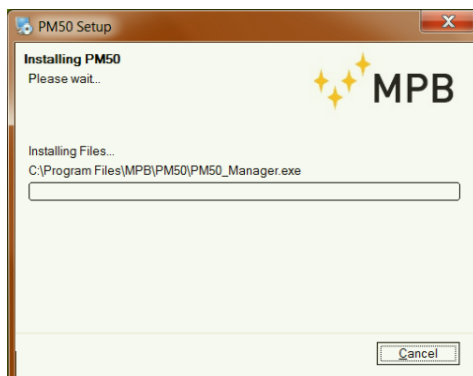 PM50 Setup
Installing PM50
Please wait...
MPB
Installing Files...
C:\Program Files\MPB\PM50\PM50_Manager.exe
Cancel